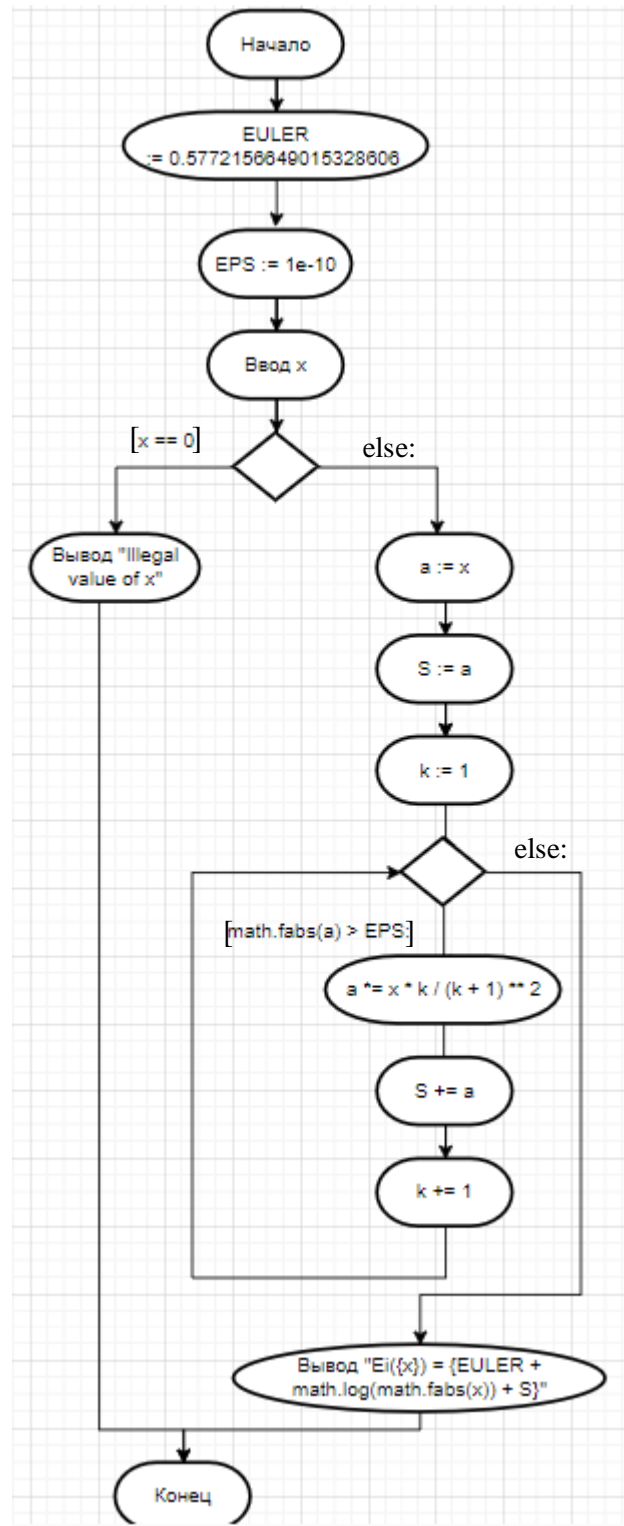 Начало
EULER
:= 0.5772156649015328606
EPS := 1e-10
Ввод x
[x == 0]
else:
Вывод "Illegal
value of x"
a := x
S := a
k := 1
else:
[math.fabs(a) > EPS:]
a *= x * k / (k + 1) ** 2
S += a
k += 1
Вывод "Ei({x}) = {EULER +
math.log(math.fabs(x)) + S}"
Конец